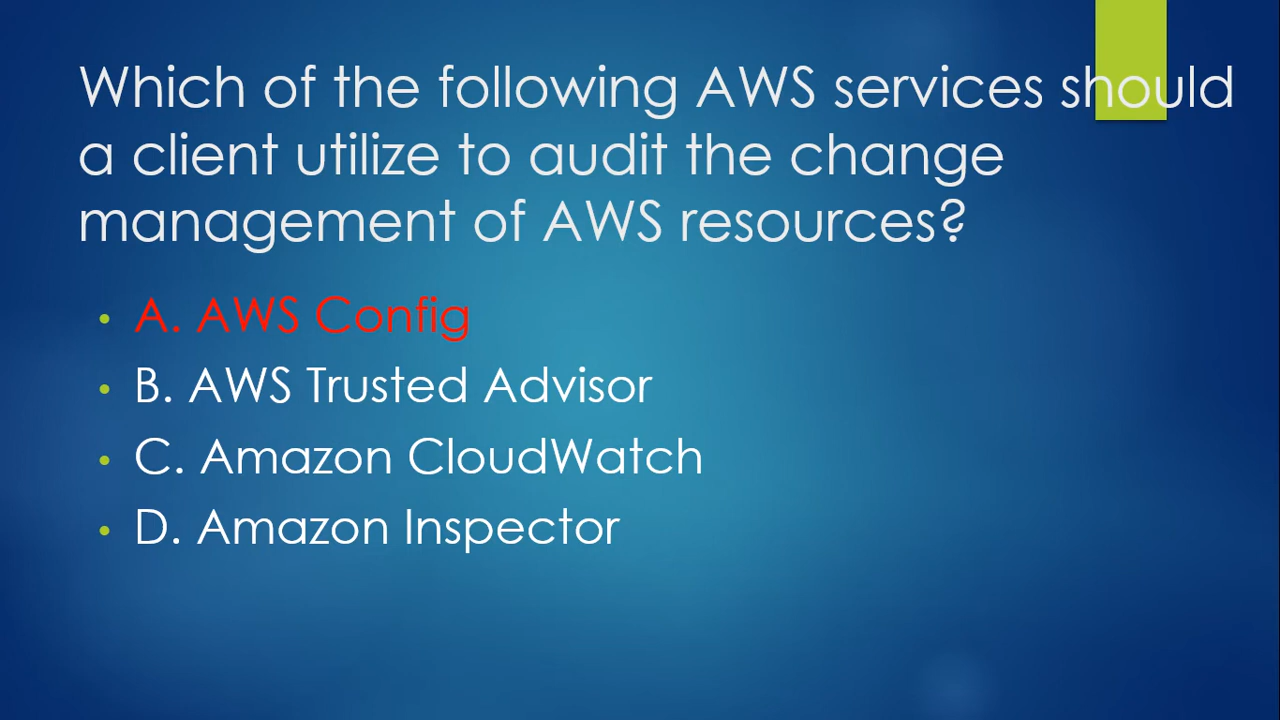 Which of the following AWS services should
a client utilize to audit the change
management of AWS resources?
• A. AWS Config
• B. AWS Trusted Advisor
• C. Amazon CloudWatch
• D. Amazon Inspector